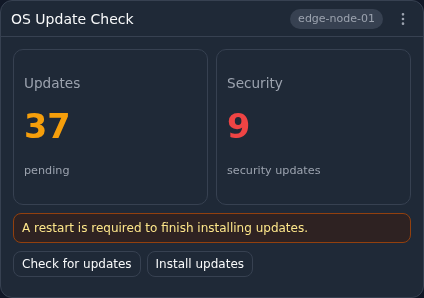 OS Update Check
edge-node-01
Updates
37
pending
Security
9
security updates
A restart is required to finish installing updates.
Check for updates
Install updates